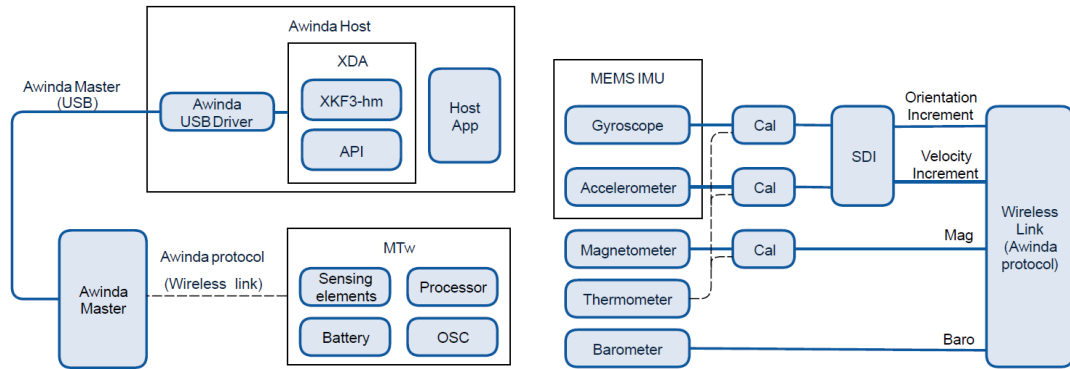 Awinda Host
XDA
XKF3-hm
API
Awinda
USB Driver
Host
App
Awinda Master
(USB)
Awinda protocol
(Wireless link)
Awinda
Master
MTw
Sensing
elements
Processor
Battery
OSC
MEMS IMU
Gyroscope
Accelerometer
Magnetometer
Thermometer
Barometer
Cal
Cal
Cal
SDI
Orientation
Increment
Velocity
Increment
Mag
Baro
Wireless
Link
(Awinda
protocol)